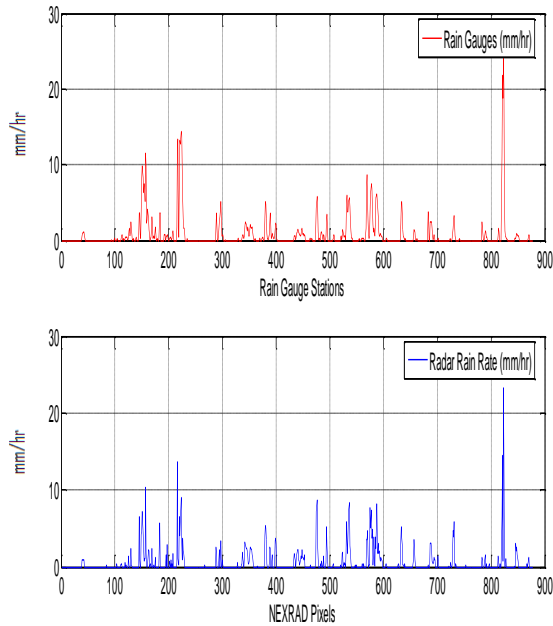 30
Rain Gauges (mm/hr)
20
mm/hr
10
0
0 100 200 300 400 500 600 700 800 900
Rain Gauge Stations
30
Radar Rain Rate (mm/hr)
20
mm/hr
10
0
0 100 200 300 400 500 600 700 800 900
NEXRAD Pixels